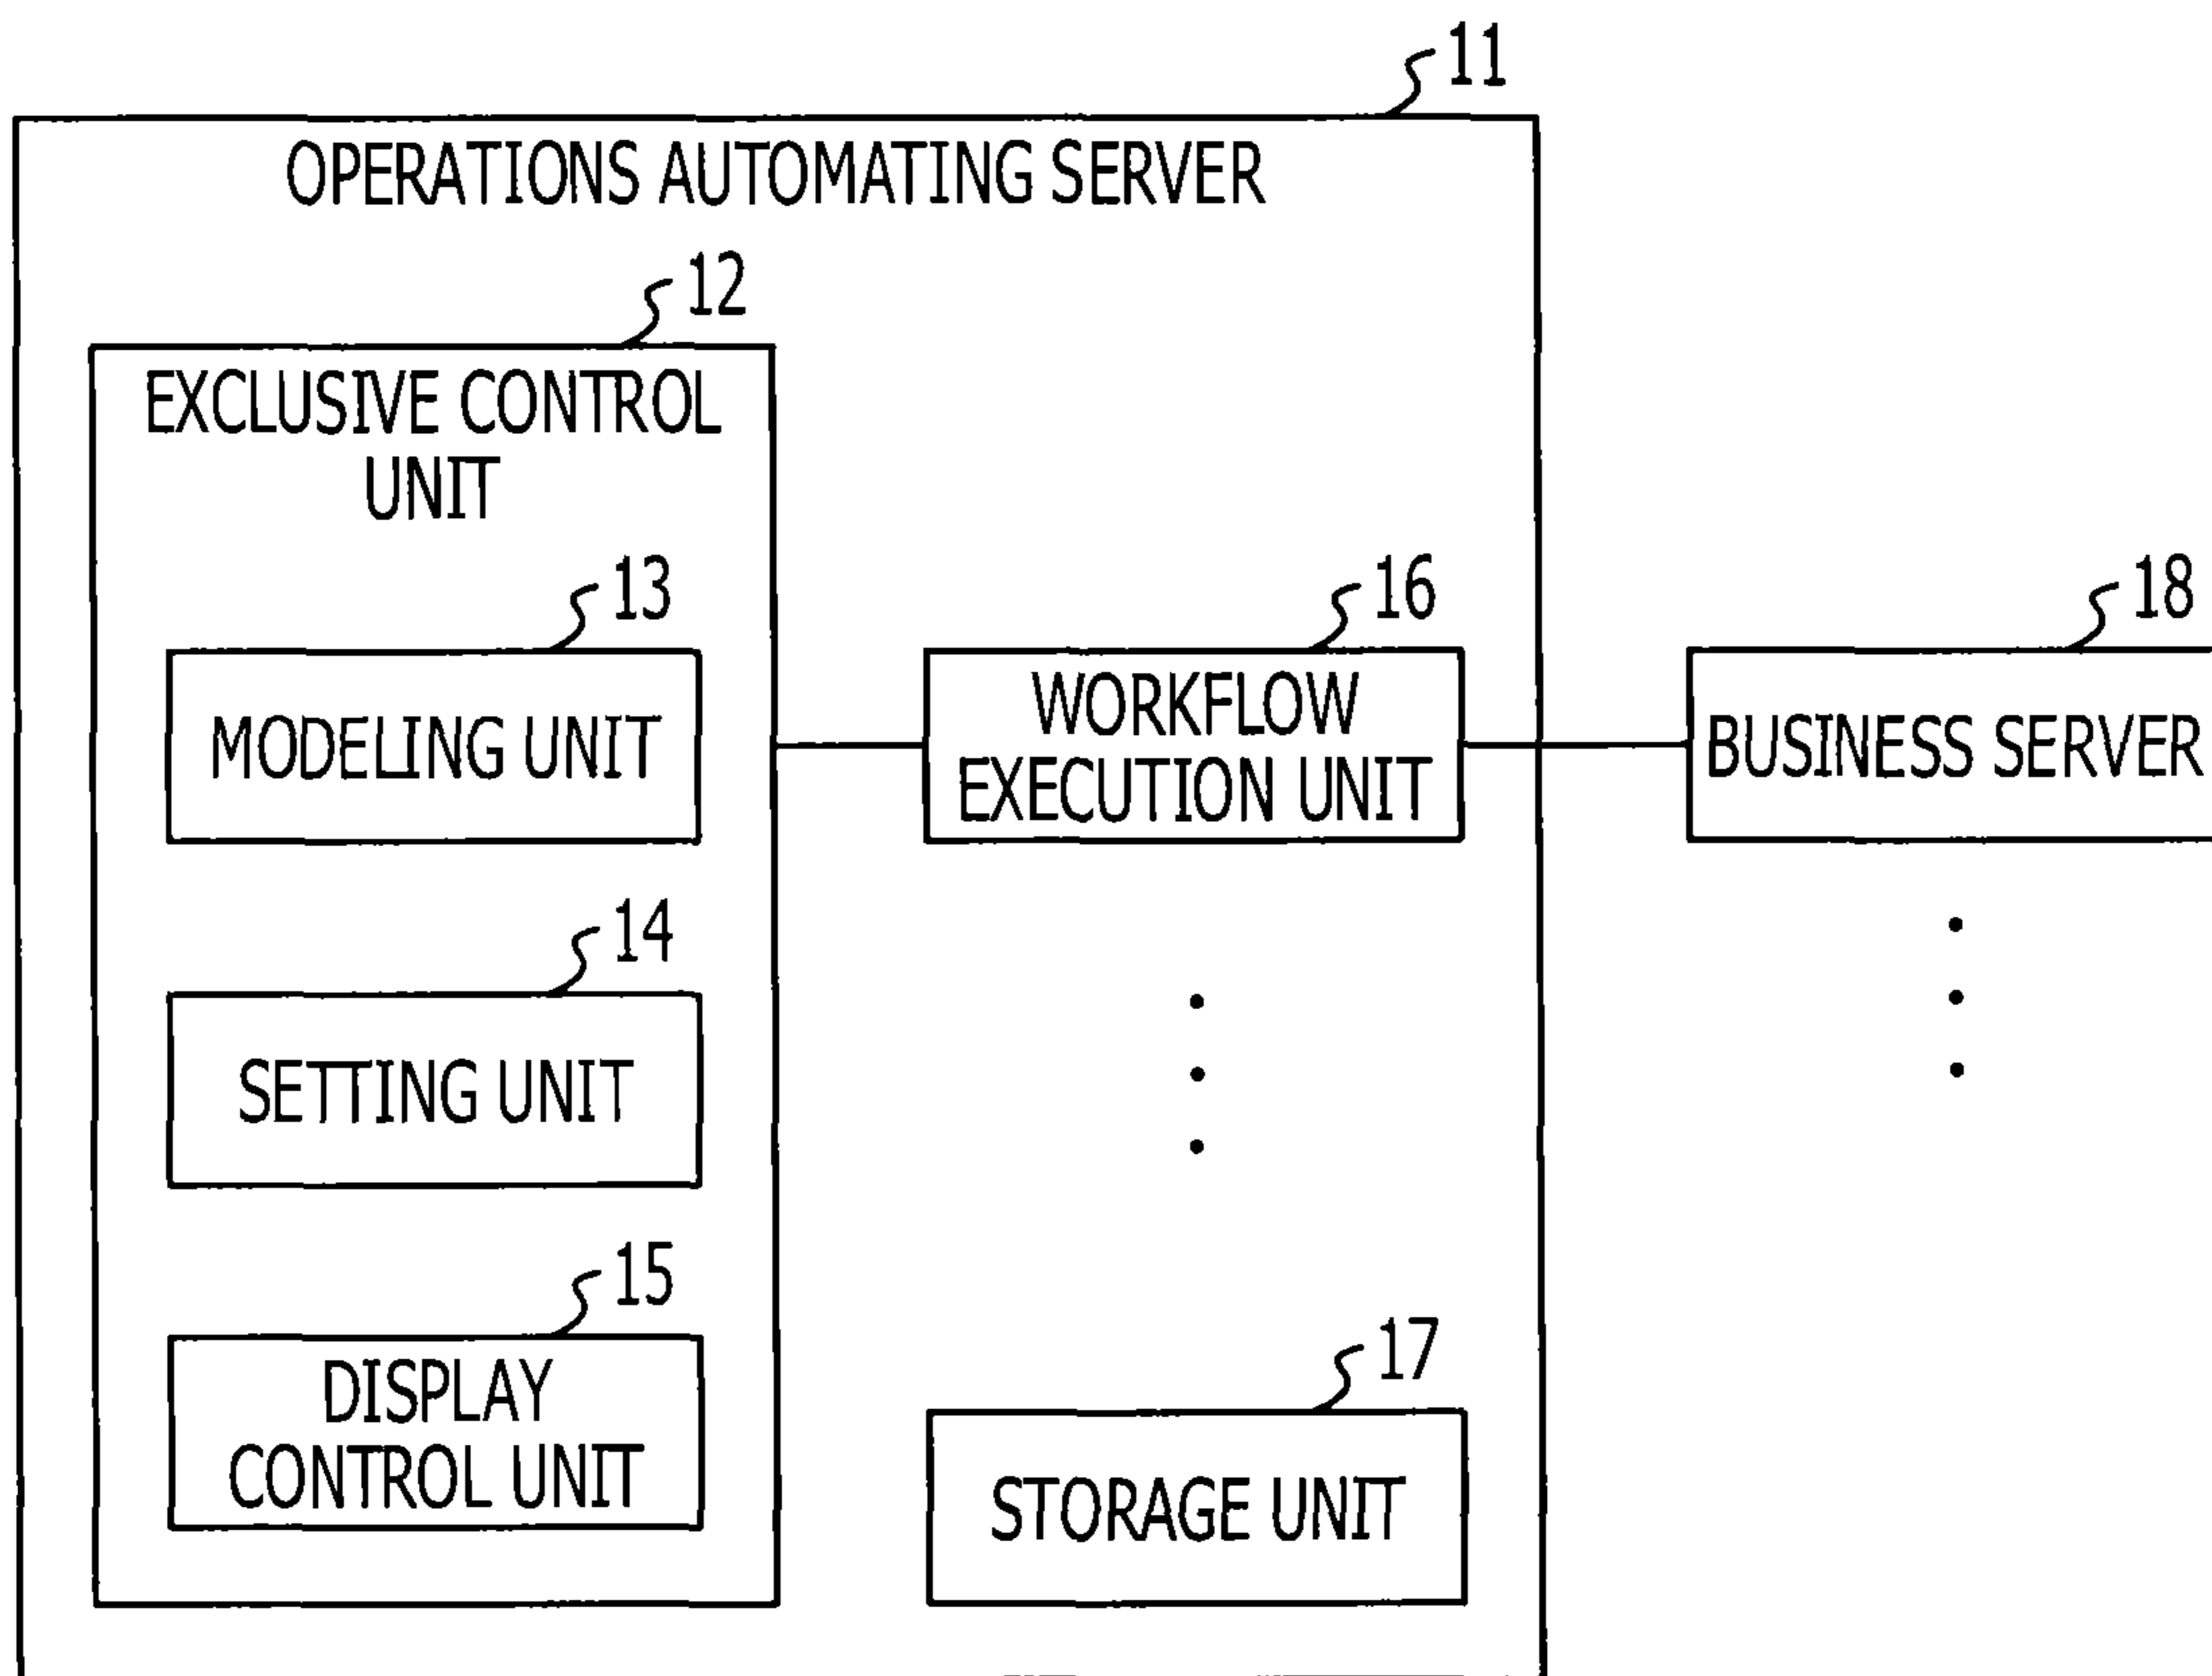 11
OPERATIONS AUTOMATING SERVER
12
EXCLUSIVE CONTROL
UNIT
13
MODELING UNIT
14
SETTING UNIT
15
DISPLAY
CONTROL UNIT
16
WORKFLOW
EXECUTION UNIT
17
STORAGE UNIT
18
BUSINESS SERVER